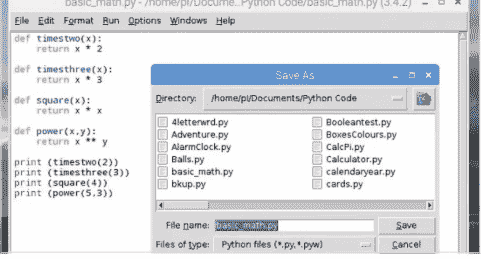 basic_math.py - /home/pi/Docume...Python Code/basic_math.py (3.4.2)
File Edit Format Run Options Windows Help
def timestwo(x):
return x * 2
def timesthree(x):
return x * 3
def square(x):
return x * x
def power(x,y):
return x ** y
print (timestwo(2))
print (timesthree(3))
print (square(4))
print (power(5,3))
Save As
Directory: /home/pi/Documents/Python Code
4letterwrd.py Booleantest.py
Adventure.py BoxesColours.py
AlarmClock.py CalcPi.py
Balls.py Calculator.py
basic_math.py calendaryear.py
bkup.py cards.py
File name: basic_math.py Save
Files of type: Python files (*.py,*.pyw) Cancel